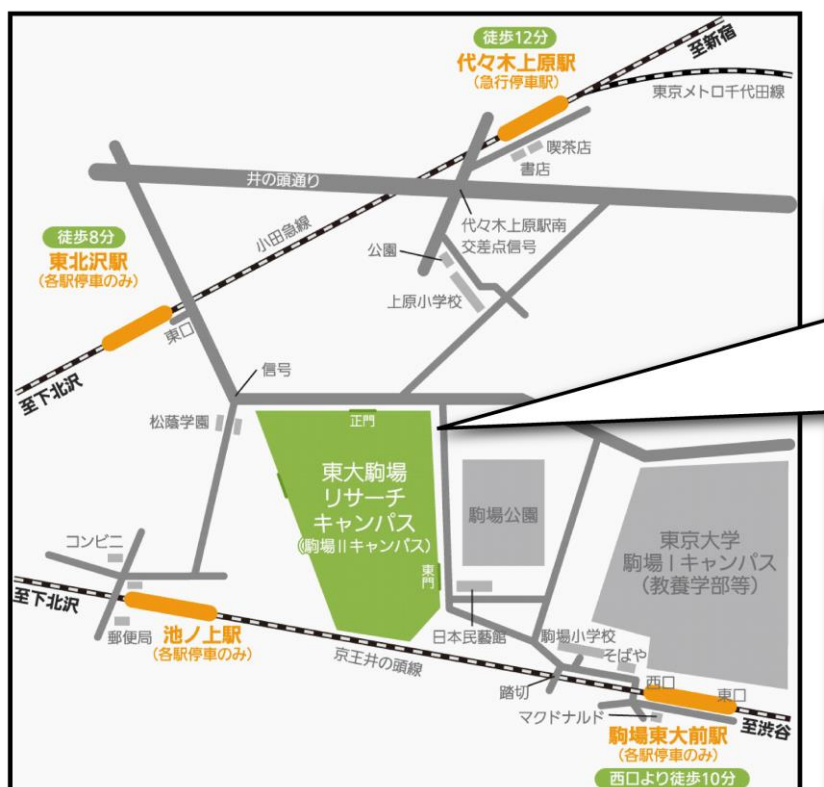 徒歩12分
代々木上原駅
(急行停車駅)
至新宿
東京メトロ千代田線
喫茶店
書店
井の頭通り
代々木上原駅南
交差点信号
小田急線
徒歩8分
東北沢駅
(各駅停車のみ)
公園
上原小学校
東口
至下北沢
信号
松蔭学園
正門
東大駒場
リサーチ
キャンパス
(駒場IIキャンパス)
駒場公園
東京大学
駒場Iキャンパス
(教養学部等)
コンビニ
東門
至下北沢
郵便局
池ノ上駅
(各駅停車のみ)
京王井の頭線
日本民藝館
駒場小学校
そばや
踏切
西口
東口
マクドナルド
至渋谷
駒場東大前駅
(各駅停車のみ)
西口より徒歩10分